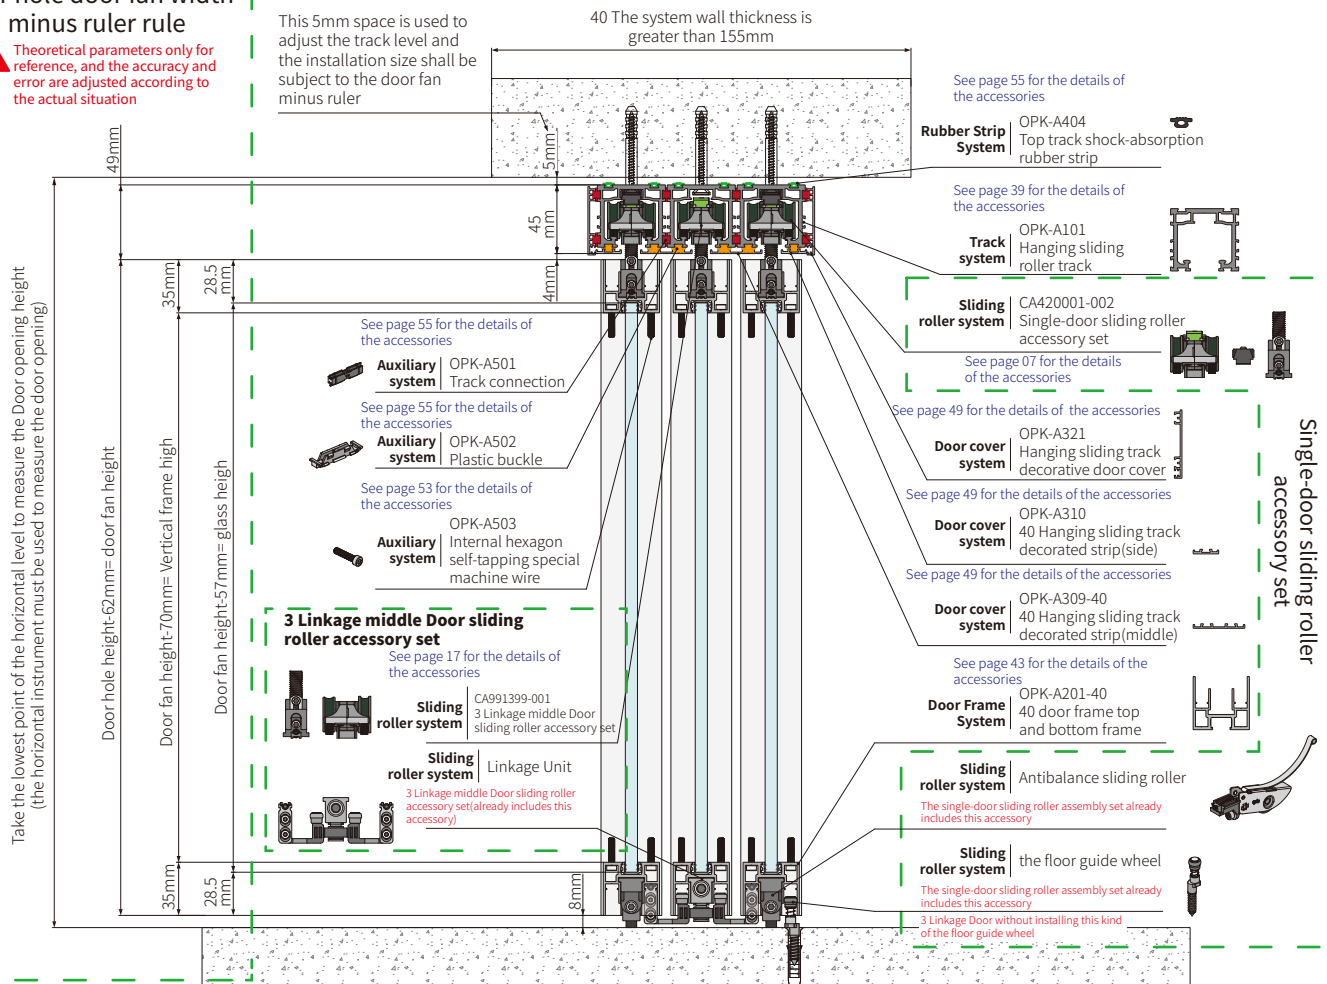 hole door fan width
minus ruler rule
Theoretical parameters only for
reference, and the accuracy and
error are adjusted according to
the actual situation
This 5mm space is used to
adjust the track level and
the installation size shall be
subject to the door fan
minus ruler
40 The system wall thickness is
greater than 155mm
49mm
5mm
45
mm
4mm
35mm
28.5
mm
Take the lowest point of the horizontal level to measure the Door opening height
(the horizontal instrument must be used to measure the door opening)
Door hole height-62mm= door fan height
Door fan height-70mm= Vertical frame high
Door fan height-57mm= glass heigh
35mm
28.5
mm
8mm
See page 55 for the details of
the accessories
Auxiliary
system
OPK-A501
Track connection
See page 55 for the details of
the accessories
Auxiliary
system
OPK-A502
Plastic buckle
See page 53 for the details of
the accessories
Auxiliary
system
OPK-A503
Internal hexagon
self-tapping special
machine wire
3 Linkage middle Door sliding
roller accessory set
See page 17 for the details of
the accessories
Sliding
roller system
CA991399-001
3 Linkage middle Door
sliding roller accessory set
Sliding
roller system
Linkage Unit
3 Linkage middle Door sliding roller
accessory set(already includes this
accessory)
See page 55 for the details of
the accessories
Rubber Strip
System
OPK-A404
Top track shock-absorption
rubber strip
See page 39 for the details of
the accessories
Track
system
OPK-A101
Hanging sliding
roller track
Sliding
roller system
CA420001-002
Single-door sliding roller
accessory set
See page 07 for the details
of the accessories
See page 49 for the details of the accessories
Door cover
system
OPK-A321
Hanging sliding track
decorative door cover
See page 49 for the details of the accessories
Door cover
system
OPK-A310
40 Hanging sliding track
decorated strip(side)
See page 49 for the details of the accessories
Door cover
system
OPK-A309-40
40 Hanging sliding track
decorated strip(middle)
See page 43 for the details of the
accessories
Door Frame
System
OPK-A201-40
40 door frame top
and bottom frame
Sliding
roller system
Antibalance sliding roller
The single-door sliding roller assembly set already
includes this accessory
Sliding
roller system
the floor guide wheel
The single-door sliding roller assembly set already
includes this accessory
3 Linkage Door without installing this kind
of the floor guide wheel
Single-door sliding roller
accessory set